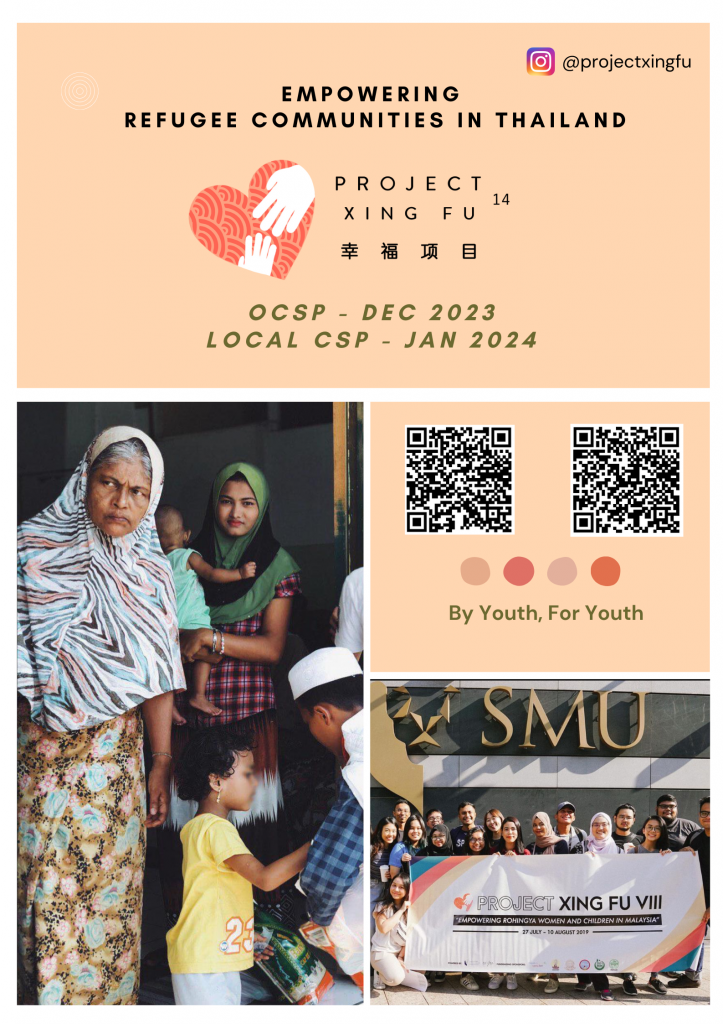 @projectxingfu
EMPOWERING
REFUGEE COMMUNITIES IN THAILAND
PROJECT
XING FU 14
幸福项目
OCSP - DEC 2023
LOCAL CSP - JAN 2024
By Youth, For Youth
23
SMU
PROJECT XING FU VIII
"EMPOWERING ROHINGYA WOMEN AND CHILDREN IN MALAYSIA"
27 JULY - 10 AUGUST 2019